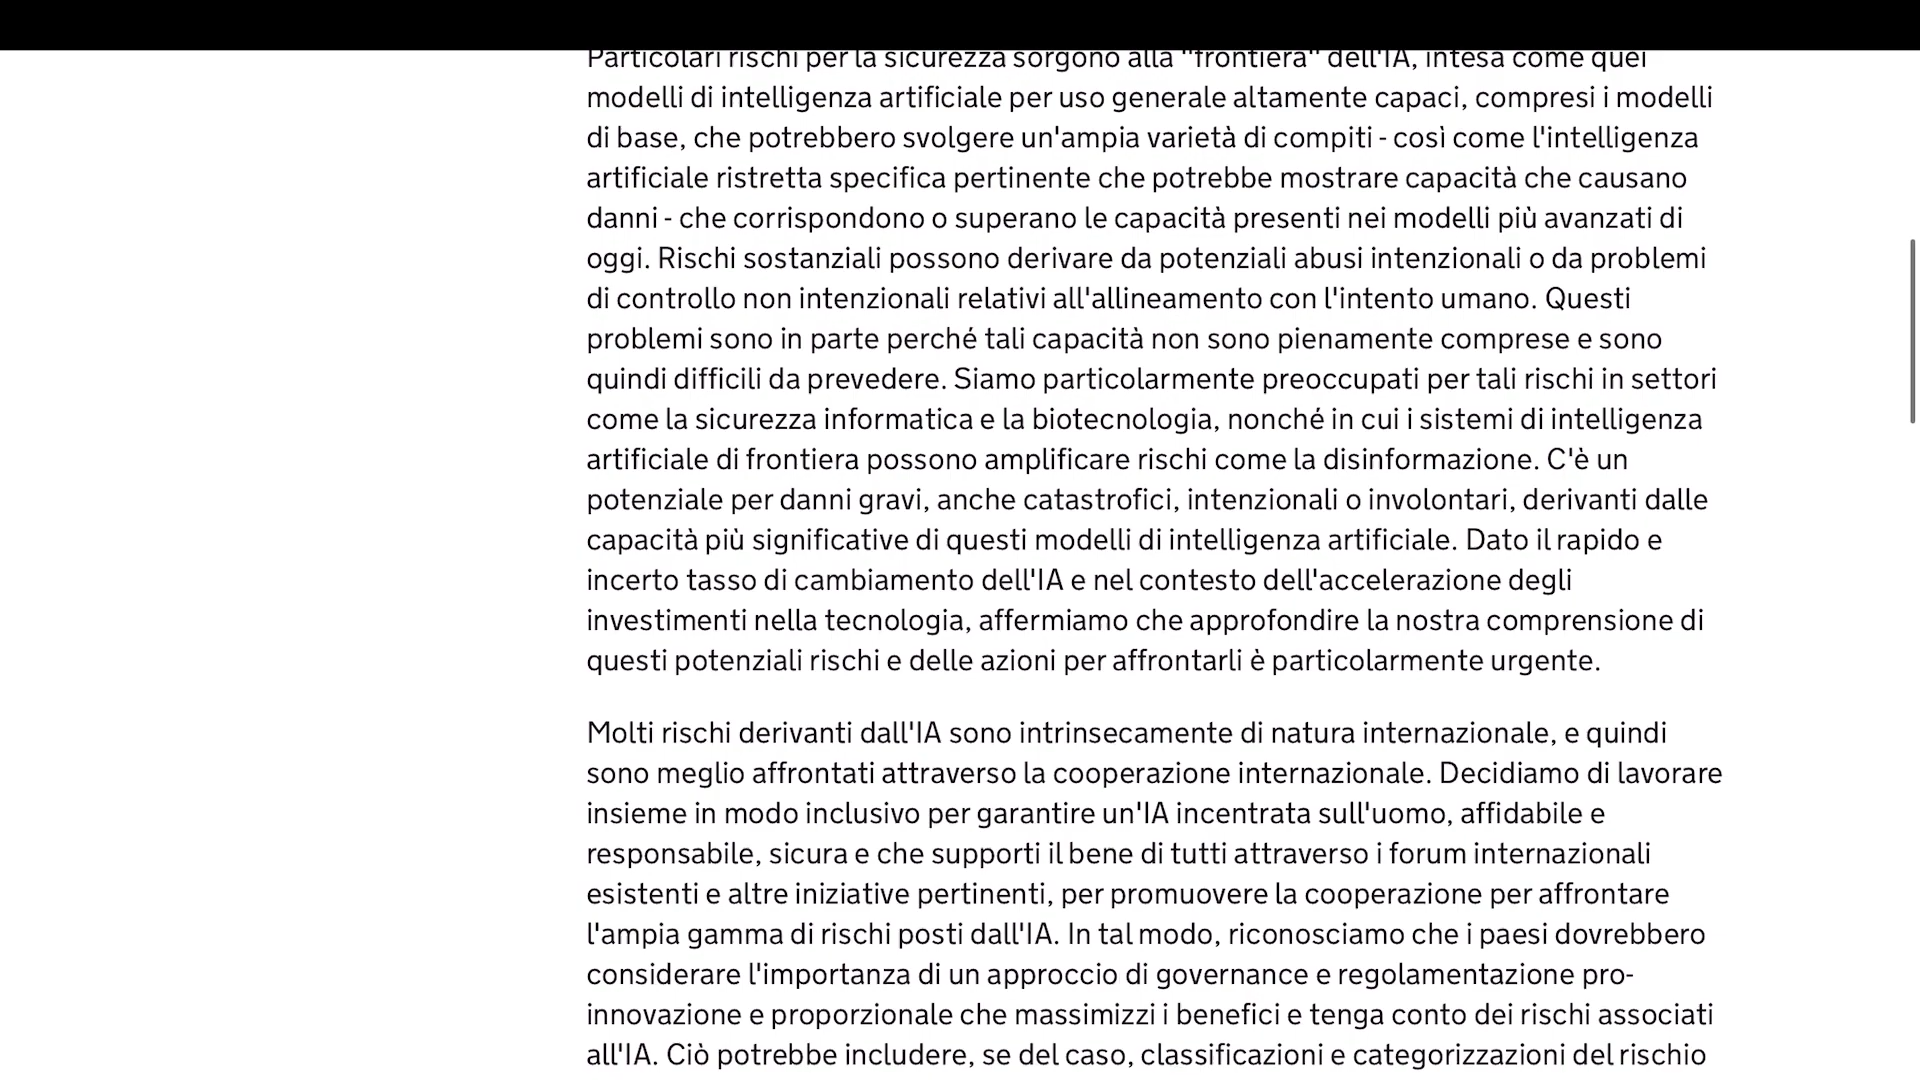 Particolari rischi per la sicurezza sorgono alla "frontiera" dell'IA, intesa come quei
modelli di intelligenza artificiale per uso generale altamente capaci, compresi i modelli
di base, che potrebbero svolgere un'ampia varietà di compiti - così come l'intelligenza
artificiale ristretta specifica pertinente che potrebbe mostrare capacità che causano
danni - che corrispondono o superano le capacità presenti nei modelli più avanzati di
oggi. Rischi sostanziali possono derivare da potenziali abusi intenzionali o da problemi
di controllo non intenzionali relativi all'allineamento con l'intento umano. Questi
problemi sono in parte perché tali capacità non sono pienamente comprese e sono
quindi difficili da prevedere. Siamo particolarmente preoccupati per tali rischi in settori
come la sicurezza informatica e la biotecnologia, nonché in cui i sistemi di intelligenza
artificiale di frontiera possono amplificare rischi come la disinformazione. C'è un
potenziale per danni gravi, anche catastrofici, intenzionali o involontari, derivanti dalle
capacità più significative di questi modelli di intelligenza artificiale. Dato il rapido e
incerto tasso di cambiamento dell'IA e nel contesto dell'accelerazione degli
investimenti nella tecnologia, affermiamo che approfondire la nostra comprensione di
questi potenziali rischi e delle azioni per affrontarli è particolarmente urgente.
Molti rischi derivanti dall'IA sono intrinsecamente di natura internazionale, e quindi
sono meglio affrontati attraverso la cooperazione internazionale. Decidiamo di lavorare
insieme in modo inclusivo per garantire un'IA incentrata sull'uomo, affidabile e
responsabile, sicura e che supporti il bene di tutti attraverso i forum internazionali
esistenti e altre iniziative pertinenti, per promuovere la cooperazione per affrontare
l'ampia gamma di rischi posti dall'IA. In tal modo, riconosciamo che i paesi dovrebbero
considerare l'importanza di un approccio di governance e regolamentazione pro-
innovazione e proporzionale che massimizzi i benefici e tenga conto dei rischi associati
all'IA. Ciò potrebbe includere, se del caso, classificazioni e categorizzazioni del rischio